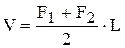 V = (F₁ + F₂)/2 · L